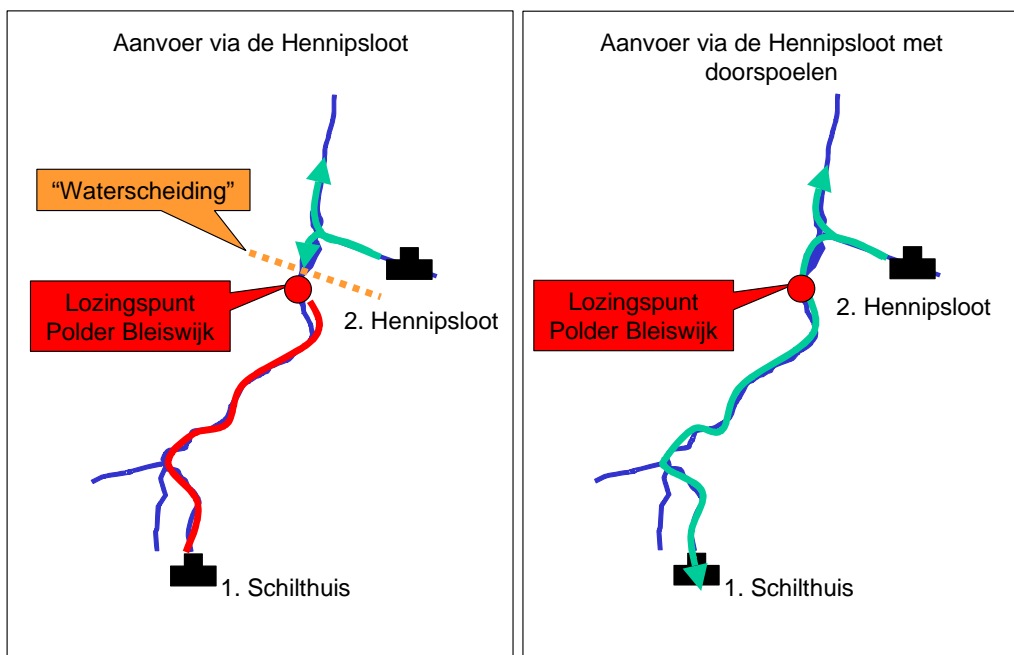 Aanvoer via de Hennipsloot
“Waterscheiding”
Lozingspunt
Polder Bleiswijk
2. Hennipsloot
1. Schilthuis
Aanvoer via de Hennipsloot met
doorspoelen
Lozingspunt
Polder Bleiswijk
2. Hennipsloot
1. Schilthuis